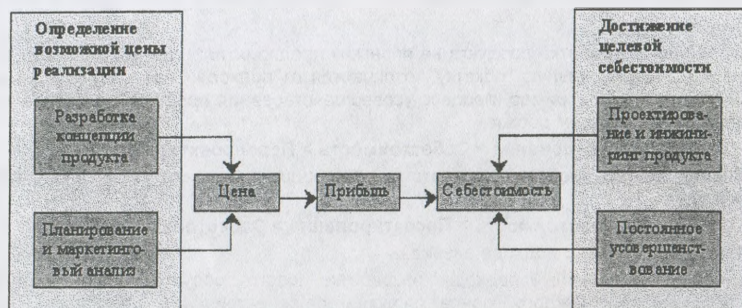 Определение
возможной цены
реализации
Разработка
концепции
продукта
Планирование
и маркетинго-
вый анализ
Цена
Прибыль
Себестоимость
Достижение
целевой
себестоимости
Проектирова-
ние и инжини-
ринг продукта
Постоянное
усовершенст-
вование